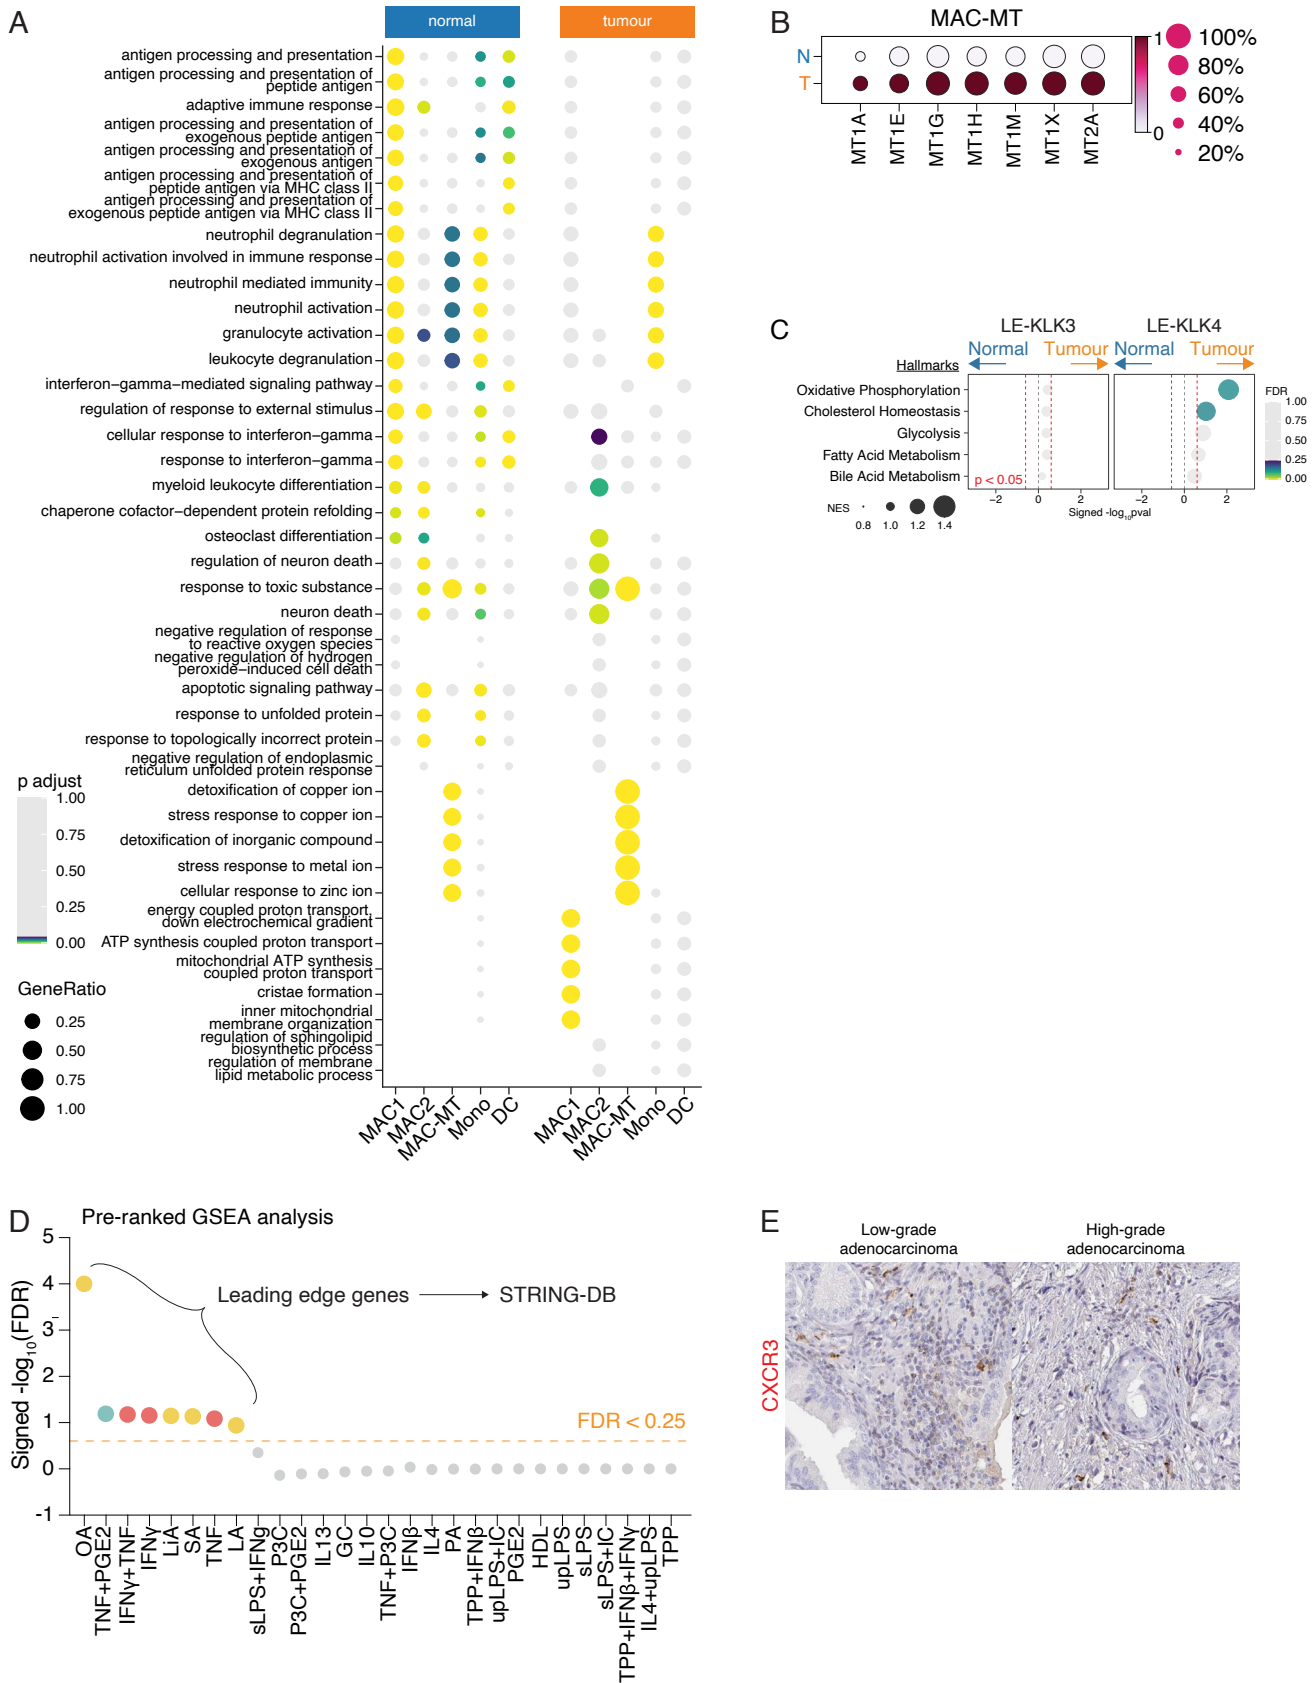 A
normal
tumour
antigen processing and presentation
antigen processing and presentation of
peptide antigen
adaptive immune response
antigen processing and presentation of
exogenous peptide antigen
antigen processing and presentation of
exogenous antigen
antigen processing and presentation of
peptide antigen via MHC class II
antigen processing and presentation of
exogenous peptide antigen via MHC class II
neutrophil degranulation
neutrophil activation involved in immune response
neutrophil mediated immunity
neutrophil activation
granulocyte activation
leukocyte degranulation
interferon−gamma−mediated signaling pathway
regulation of response to external stimulus
cellular response to interferon−gamma
response to interferon−gamma
myeloid leukocyte differentiation
chaperone cofactor−dependent protein refolding
osteoclast differentiation
regulation of neuron death
response to toxic substance
neuron death
negative regulation of response
to reactive oxygen species
negative regulation of hydrogen
peroxide−induced cell death
apoptotic signaling pathway
response to unfolded protein
response to topologically incorrect protein
negative regulation of endoplasmic
reticulum unfolded protein response
detoxification of copper ion
stress response to copper ion
detoxification of inorganic compound
stress response to metal ion
cellular response to zinc ion
energy coupled proton transport,
down electrochemical gradient
ATP synthesis coupled proton transport
mitochondrial ATP synthesis
coupled proton transport
cristae formation
inner mitochondrial
membrane organization
regulation of sphingolipid
biosynthetic process
regulation of membrane
lipid metabolic process
MAC1
MAC2
MAC-MT
Mono
DC
MAC1
MAC2
MAC-MT
Mono
DC
p adjust
1.00
0.75
0.50
0.25
0.00
GeneRatio
0.25
0.50
0.75
1.00
B
MAC-MT
N
T
MT1A
MT1E
MT1G
MT1H
MT1M
MT1X
MT2A
1
0
100%
80%
60%
40%
20%
C
LE-KLK3
LE-KLK4
Normal
Tumour
Normal
Tumour
Hallmarks
Oxidative Phosphorylation
Cholesterol Homeostasis
Glycolysis
Fatty Acid Metabolism
Bile Acid Metabolism
p < 0.05
−2
0
2
−2
0
2
Signed -log10pval
NES
0.8
1.0
1.2
1.4
FDR
1.00
0.75
0.50
0.25
0.00
D
Pre-ranked GSEA analysis
Signed -log10(FDR)
5
4
3
2
1
0
-1
Leading edge genes
STRING-DB
FDR < 0.25
OA
TNF+PGE2
IFNγ+TNF
IFNγ
LiA
SA
TNF
LA
sLPS+IFNg
P3C
P3C+PGE2
IL13
GC
IL10
TNF+P3C
IFNβ
IL4
PA
TPP+IFNβ
upLPS+IC
PGE2
HDL
upLPS
sLPS
sLPS+IC
TPP+IFNβ+IFNγ
IL4+upLPS
TPP
E
Low-grade
adenocarcinoma
High-grade
adenocarcinoma
CXCR3